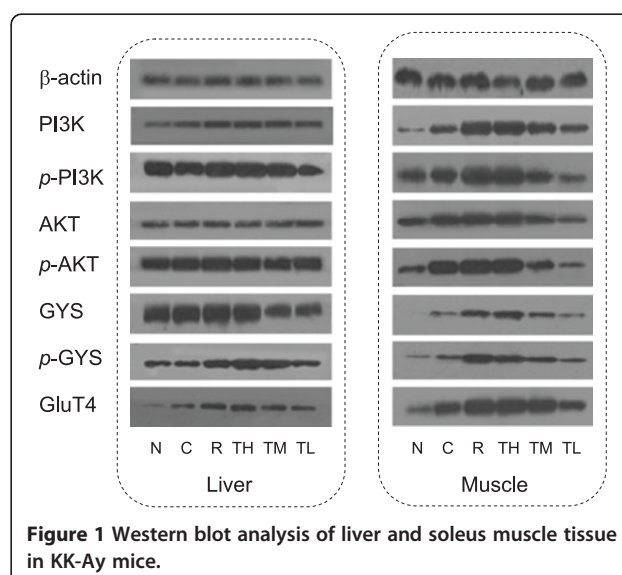 β-actin
PI3K
p-PI3K
AKT
p-AKT
GYS
p-GYS
GluT4
N C R TH TM TL N C R TH TM TL
Liver Muscle
Figure 1 Western blot analysis of liver and soleus muscle tissue
in KK-Ay mice.